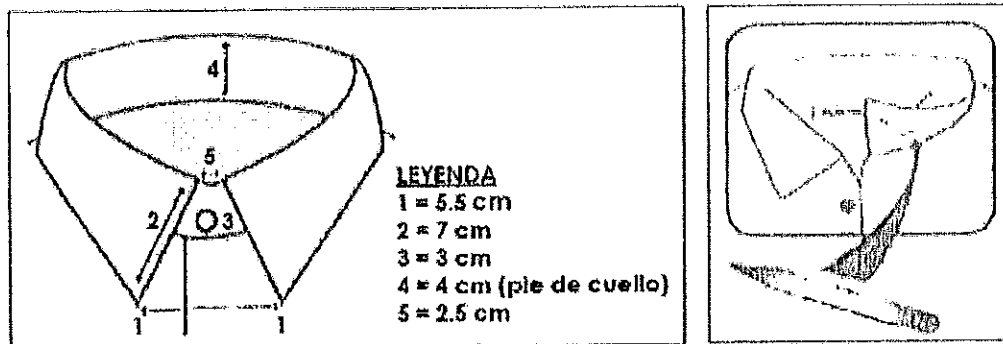 4
5
2
3
1
1
LEYENDA
1 = 5.5 cm
2 = 7 cm
3 = 3 cm
4 = 4 cm (pie de cuello)
5 = 2.5 cm